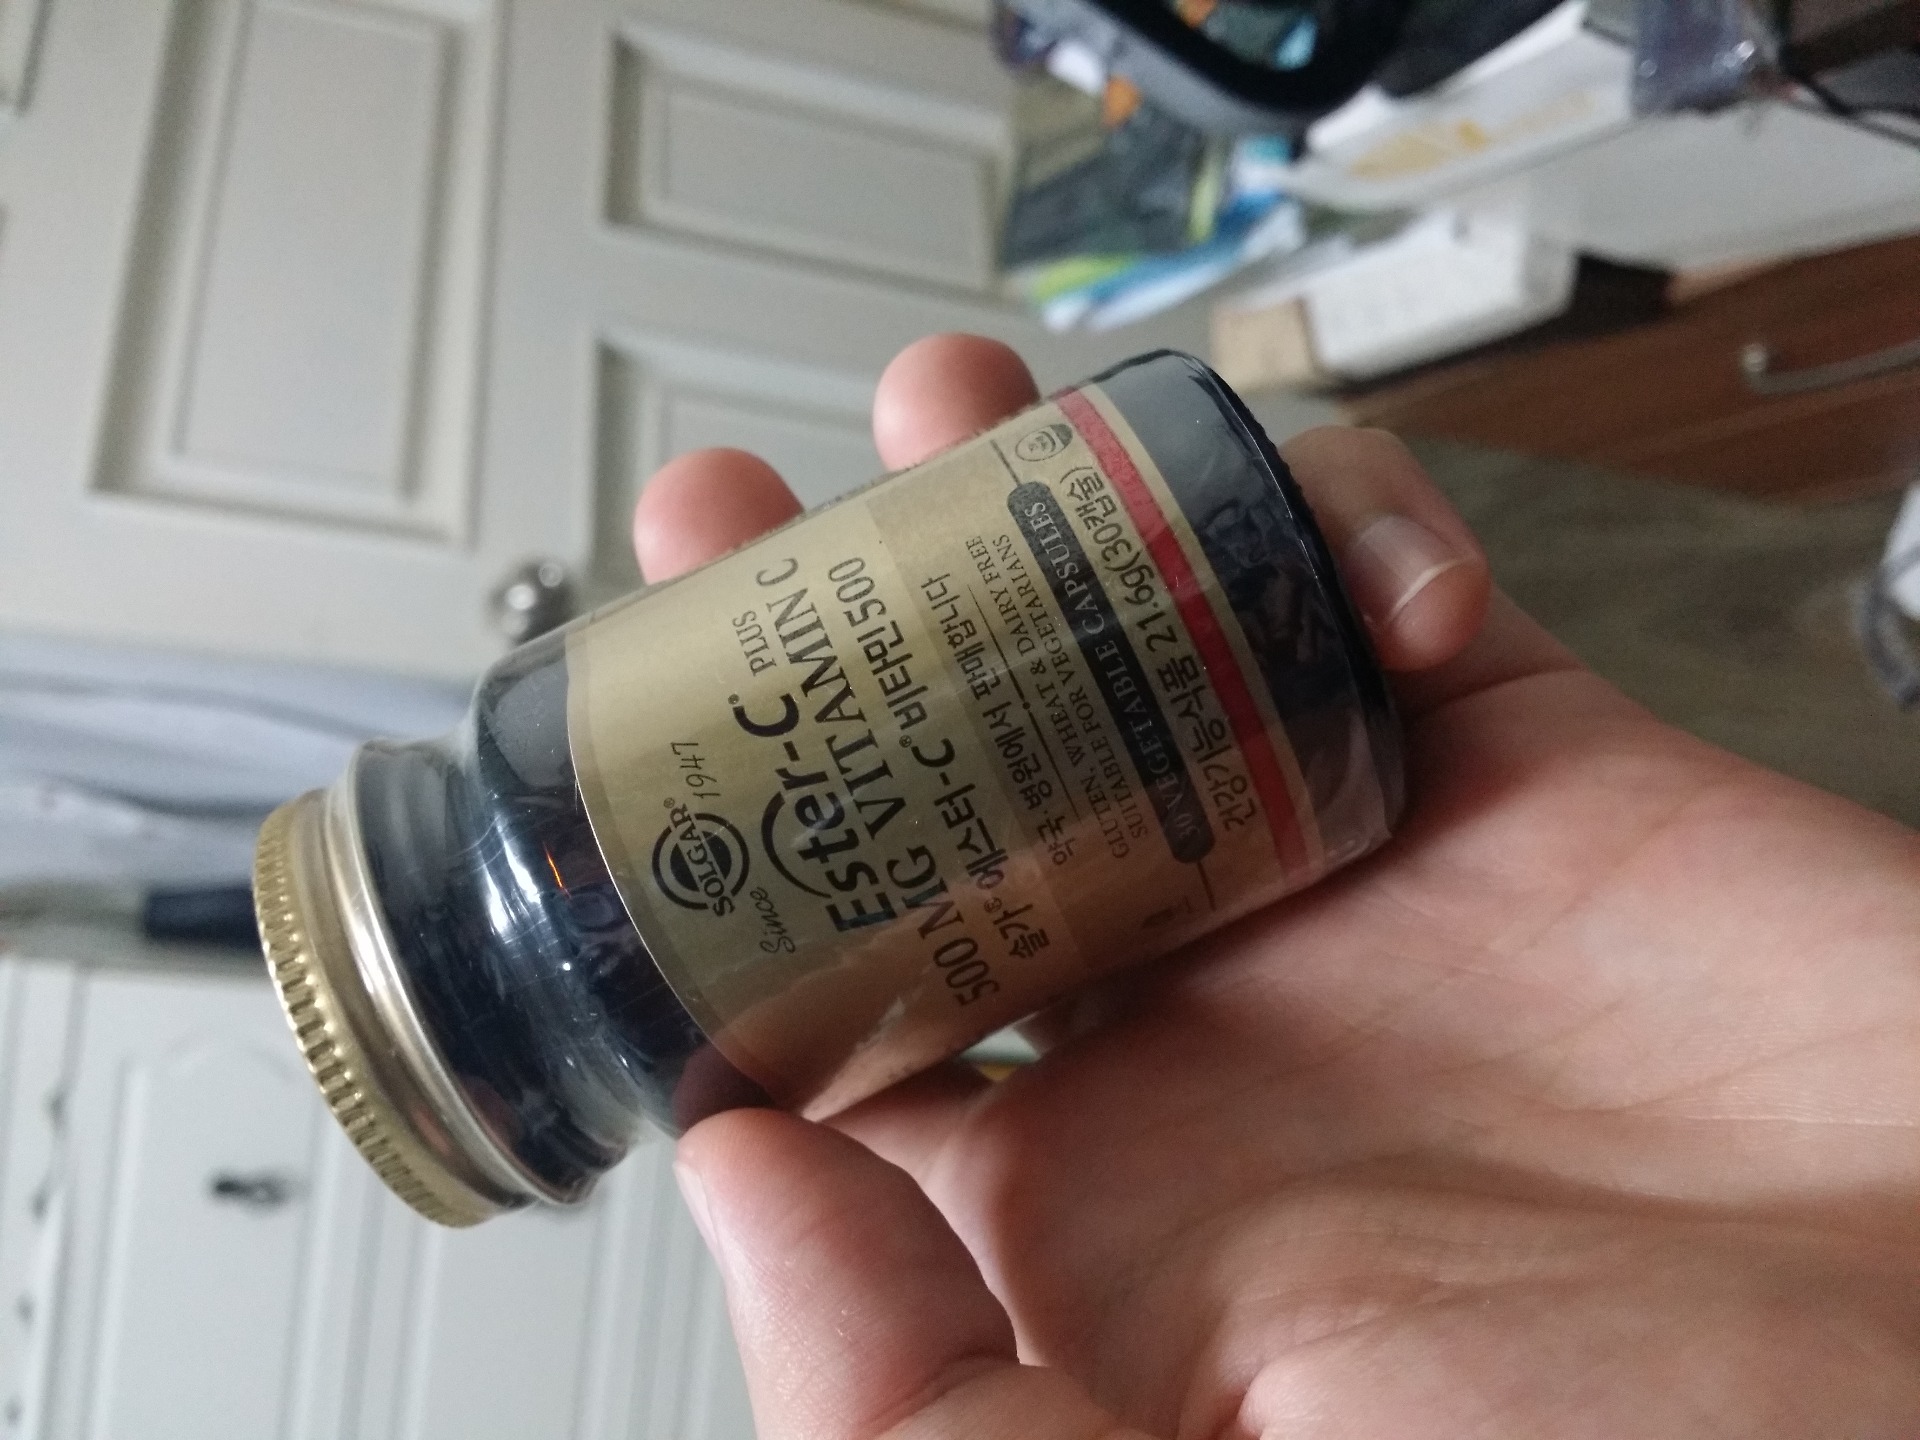 Since SOLGAR® 1947
Ester-C® PLUS
500 MG VITAMIN C
솔가® 에스터-C® 비타민 500
약국·병원에서 판매합니다
GLUTEN, WHEAT & DAIRY FREE
SUITABLE FOR VEGETARIANS
30 VEGETABLE CAPSULES
건강기능식품 21.6g(30캡슐)